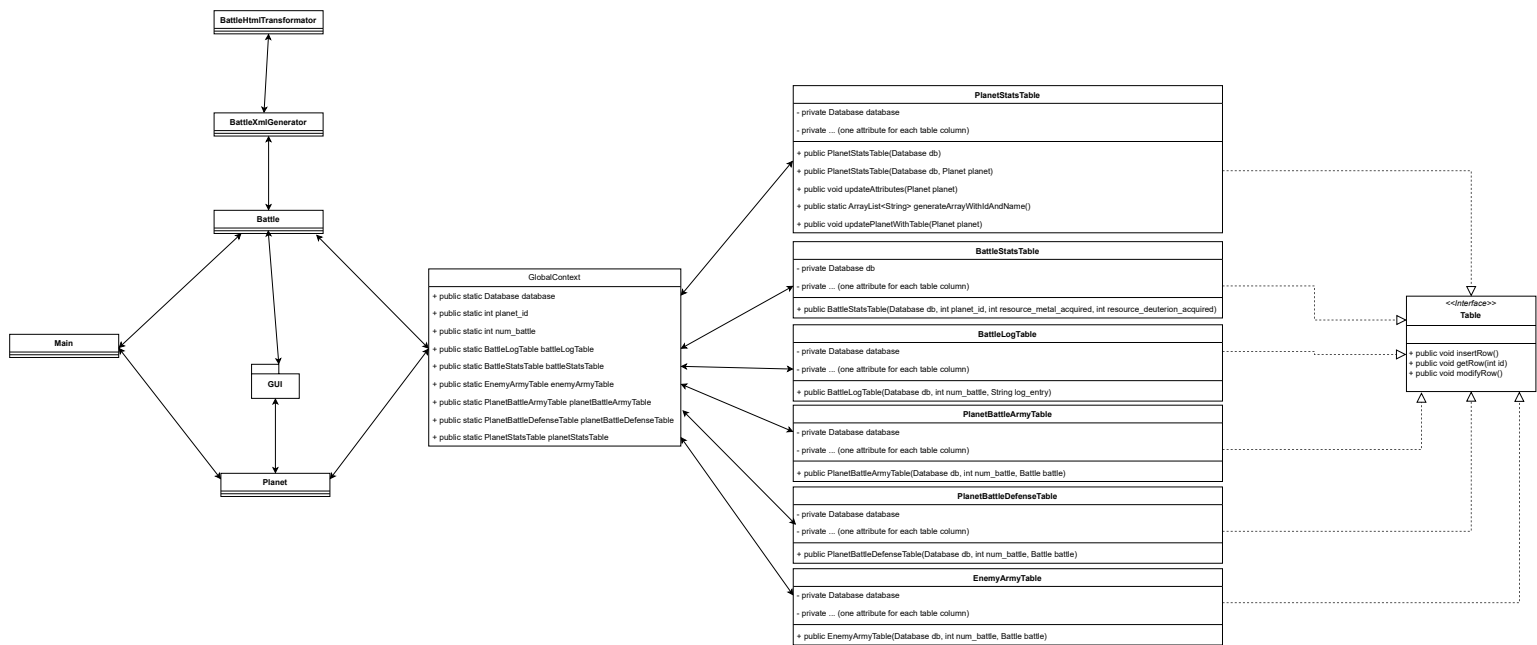 BattleHtmlTransformator
BattleXmlGenerator
Battle
Main
GUI
Planet
GlobalContext
+ public static Database database
+ public static int planet_id
+ public static int num_battle
+ public static BattleLogTable battleLogTable
+ public static BattleStatsTable battleStatsTable
+ public static EnemyArmyTable enemyArmyTable
+ public static PlanetBattleArmyTable planetBattleArmyTable
+ public static PlanetBattleDefenseTable planetBattleDefenseTable
+ public static PlanetStatsTable planetStatsTable
PlanetStatsTable
- private Database database
- private ... (one attribute for each table column)
+ public PlanetStatsTable(Database db)
+ public PlanetStatsTable(Database db, Planet planet)
+ public void updateAttributes(Planet planet)
+ public static ArrayList<String> generateArrayWithIdAndName()
+ public void updatePlanetWithTable(Planet planet)
BattleStatsTable
- private Database db
- private ... (one attribute for each table column)
+ public BattleStatsTable(Database db, int planet_id, int resource_metal_acquired, int resource_deuterion_acquired)
BattleLogTable
- private Database database
- private ... (one attribute for each table column)
+ public BattleLogTable(Database db, int num_battle, String log_entry)
PlanetBattleArmyTable
- private Database database
- private ... (one attribute for each table column)
+ public PlanetBattleArmyTable(Database db, int num_battle, Battle battle)
PlanetBattleDefenseTable
- private Database database
- private ... (one attribute for each table column)
+ public PlanetBattleDefenseTable(Database db, int num_battle, Battle battle)
EnemyArmyTable
- private Database database
- private ... (one attribute for each table column)
+ public EnemyArmyTable(Database db, int num_battle, Battle battle)
<<Interface>>
Table
+ public void insertRow()
+ public void getRow(int id)
+ public void modifyRow()